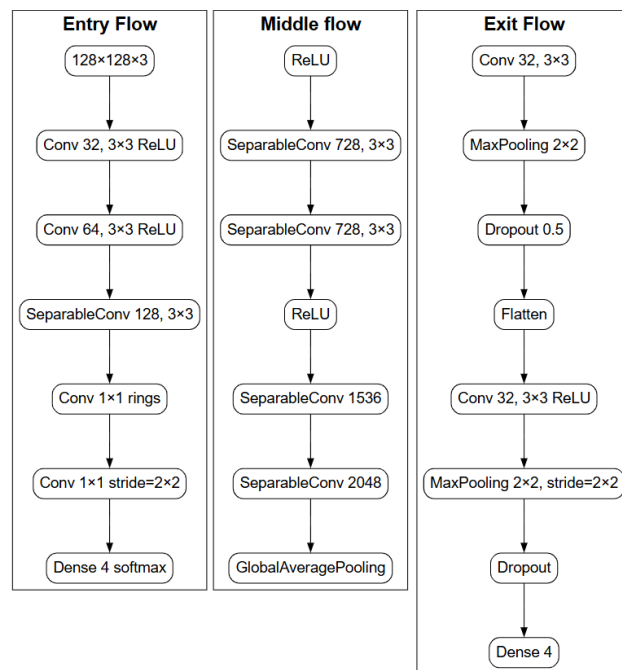 Entry Flow
128×128×3
Conv 32, 3×3 ReLU
Conv 64, 3×3 ReLU
SeparableConv 128, 3×3
Conv 1×1 rings
Conv 1×1 stride=2×2
Dense 4 softmax
Middle flow
ReLU
SeparableConv 728, 3×3
SeparableConv 728, 3×3
ReLU
SeparableConv 1536
SeparableConv 2048
GlobalAveragePooling
Exit Flow
Conv 32, 3×3
MaxPooling 2×2
Dropout 0.5
Flatten
Conv 32, 3×3 ReLU
MaxPooling 2×2, stride=2×2
Dropout
Dense 4